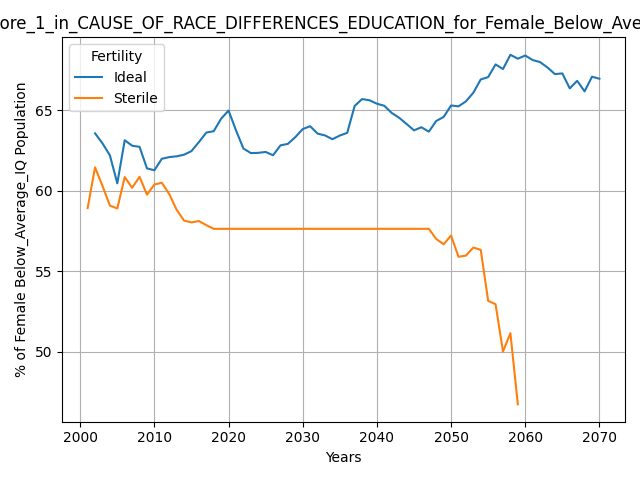 ore_1_in_CAUSE_OF_RACE_DIFFERENCES_EDUCATION_for_Female_Below_Ave
Fertility
Ideal
Sterile
% of Female Below_Average_IQ Population
65
60
55
50
2000 2010 2020 2030 2040 2050 2060 2070
Years